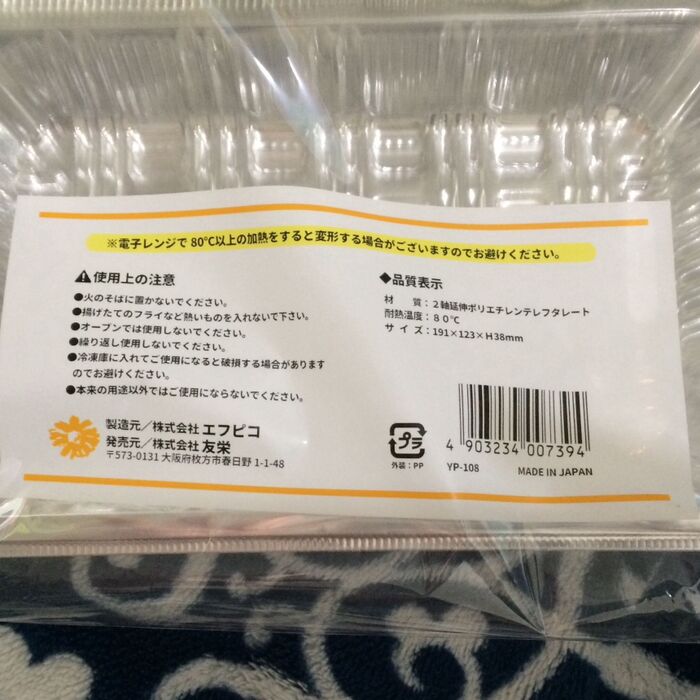 ※電子レンジで 80℃以上の加熱をすると変形する場合がございますのでお避けください。
使用上の注意
●火のそばに置かないでください。
●揚げたてのフライなど熱いものを入れないで下さい。
●オーブンでは使用しないでください。
●繰り返し使用しないでください。
●冷凍庫に入れてご使用になると破損する場合があります
のでお避けください。
●本来の用途以外ではご使用にならないでください。
◆品質表示
材　　質：２軸延伸ポリエチレンテレフタレート
耐熱温度：８０℃
サ イ ズ：191×123×H38mm
製造元／株式会社 エフピコ
発売元／株式会社 友栄
〒573-0131 大阪府枚方市春日野 1-1-48
プラ
外装：PP
4 903234 007394
YP-108
MADE IN JAPAN